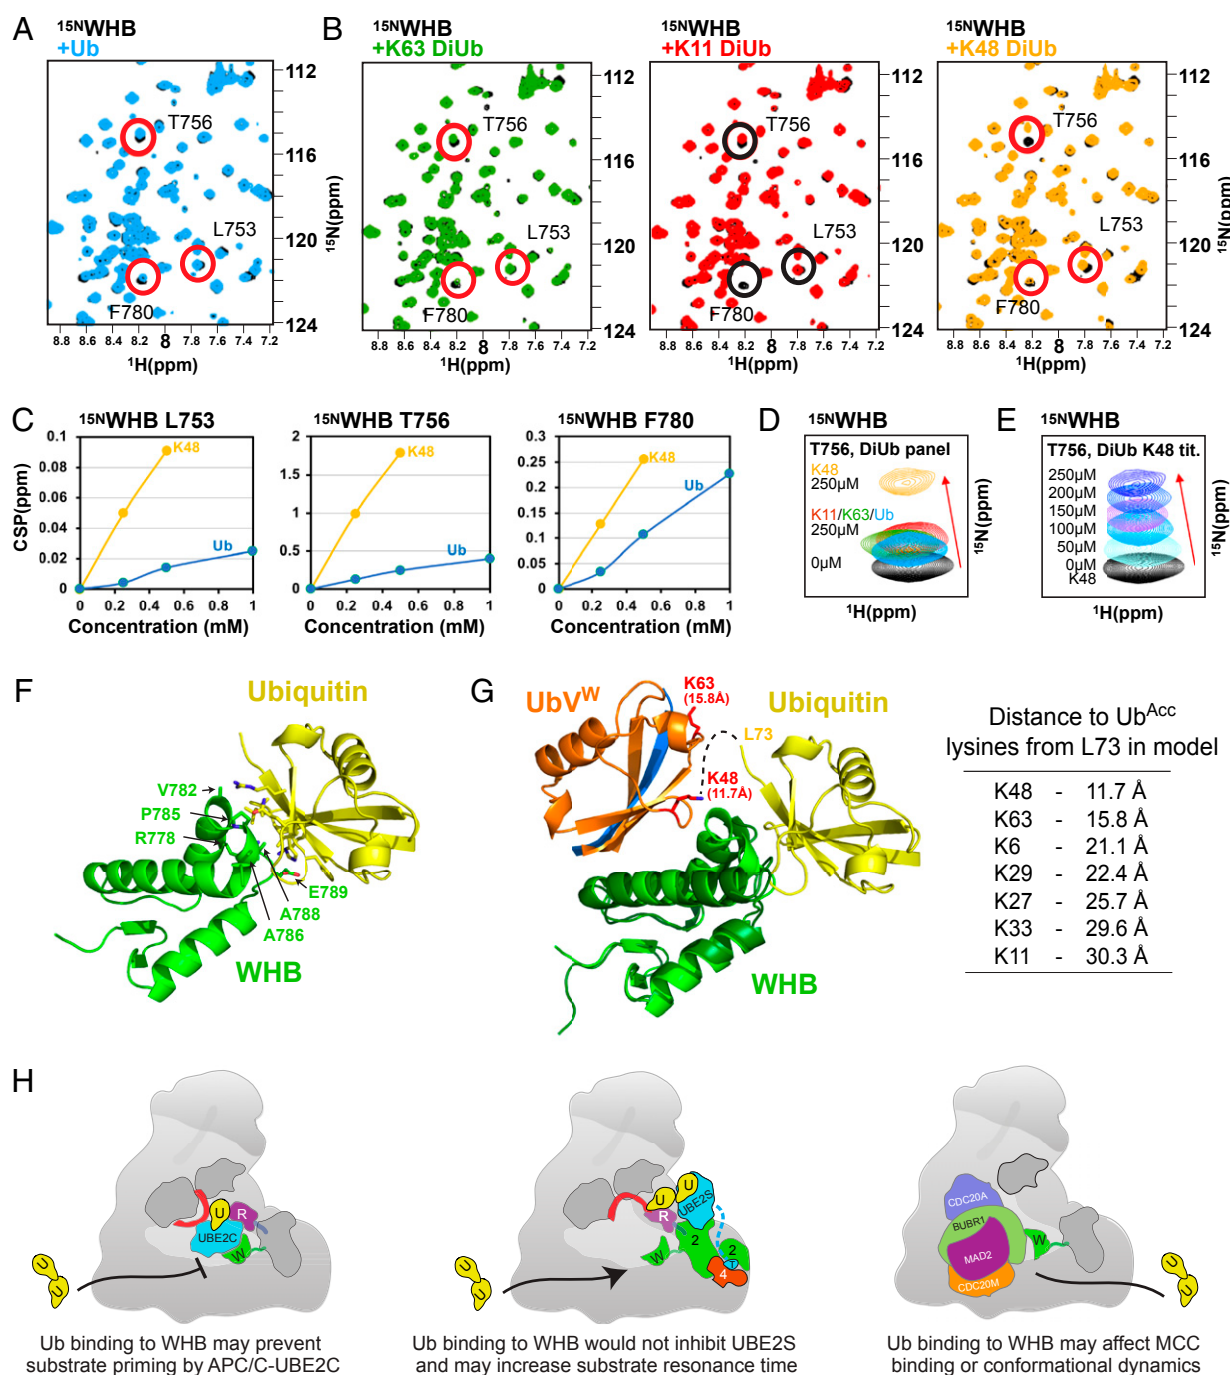 A
15NWHB
+Ub
T756
L753
F780
112
116
120
124
15N(ppm)
8.8 8.6 8.4 8.2 8 7.8 7.6 7.4 7.2
1H(ppm)
B
15NWHB
+K63 DiUb
T756
L753
F780
112
116
120
124
8.8 8.6 8.4 8.2 8 7.8 7.6 7.4 7.2
1H(ppm)
15NWHB
+K11 DiUb
T756
L753
F780
112
116
120
124
8.8 8.6 8.4 8.2 8 7.8 7.6 7.4 7.2
1H(ppm)
15NWHB
+K48 DiUb
T756
L753
F780
112
116
120
124
15N(ppm)
8.8 8.6 8.4 8.2 8 7.8 7.6 7.4 7.2
1H(ppm)
C
15NWHB L753
CSP(ppm)
0.1
0.08
0.06
0.04
0.02
0
K48
Ub
0 0.2 0.4 0.6 0.8 1
Concentration (mM)
15NWHB T756
2
1.5
1
0.5
0
K48
Ub
0 0.2 0.4 0.6 0.8 1
Concentration (mM)
15NWHB F780
0.3
0.25
0.2
0.15
0.1
0.05
0
K48
Ub
0 0.2 0.4 0.6 0.8 1
Concentration (mM)
D
15NWHB
T756, DiUb panel
K48
250µM
K11/K63/Ub
250µM
0µM
15N(ppm)
1H(ppm)
E
15NWHB
T756, DiUb K48 tit.
250µM
200µM
150µM
100µM
50µM
0µM
K48
15N(ppm)
1H(ppm)
F
Ubiquitin
V782
P785
R778
E789
A788
A786
WHB
G
UbVW
K63
(15.8Å)
Ubiquitin
L73
K48
(11.7Å)
WHB
Distance to UbAcc
lysines from L73 in model
K48 - 11.7 Å
K63 - 15.8 Å
K6 - 21.1 Å
K29 - 22.4 Å
K27 - 25.7 Å
K33 - 29.6 Å
K11 - 30.3 Å
H
U
R
UBE2C
W
U
U
Ub binding to WHB may prevent
substrate priming by APC/C-UBE2C
U
U
UBE2S
R
W
2
2
T
4
U
U
Ub binding to WHB would not inhibit UBE2S
and may increase substrate resonance time
CDC20A
BUBR1
W
MAD2
CDC20M
U
U
Ub binding to WHB may affect MCC
binding or conformational dynamics